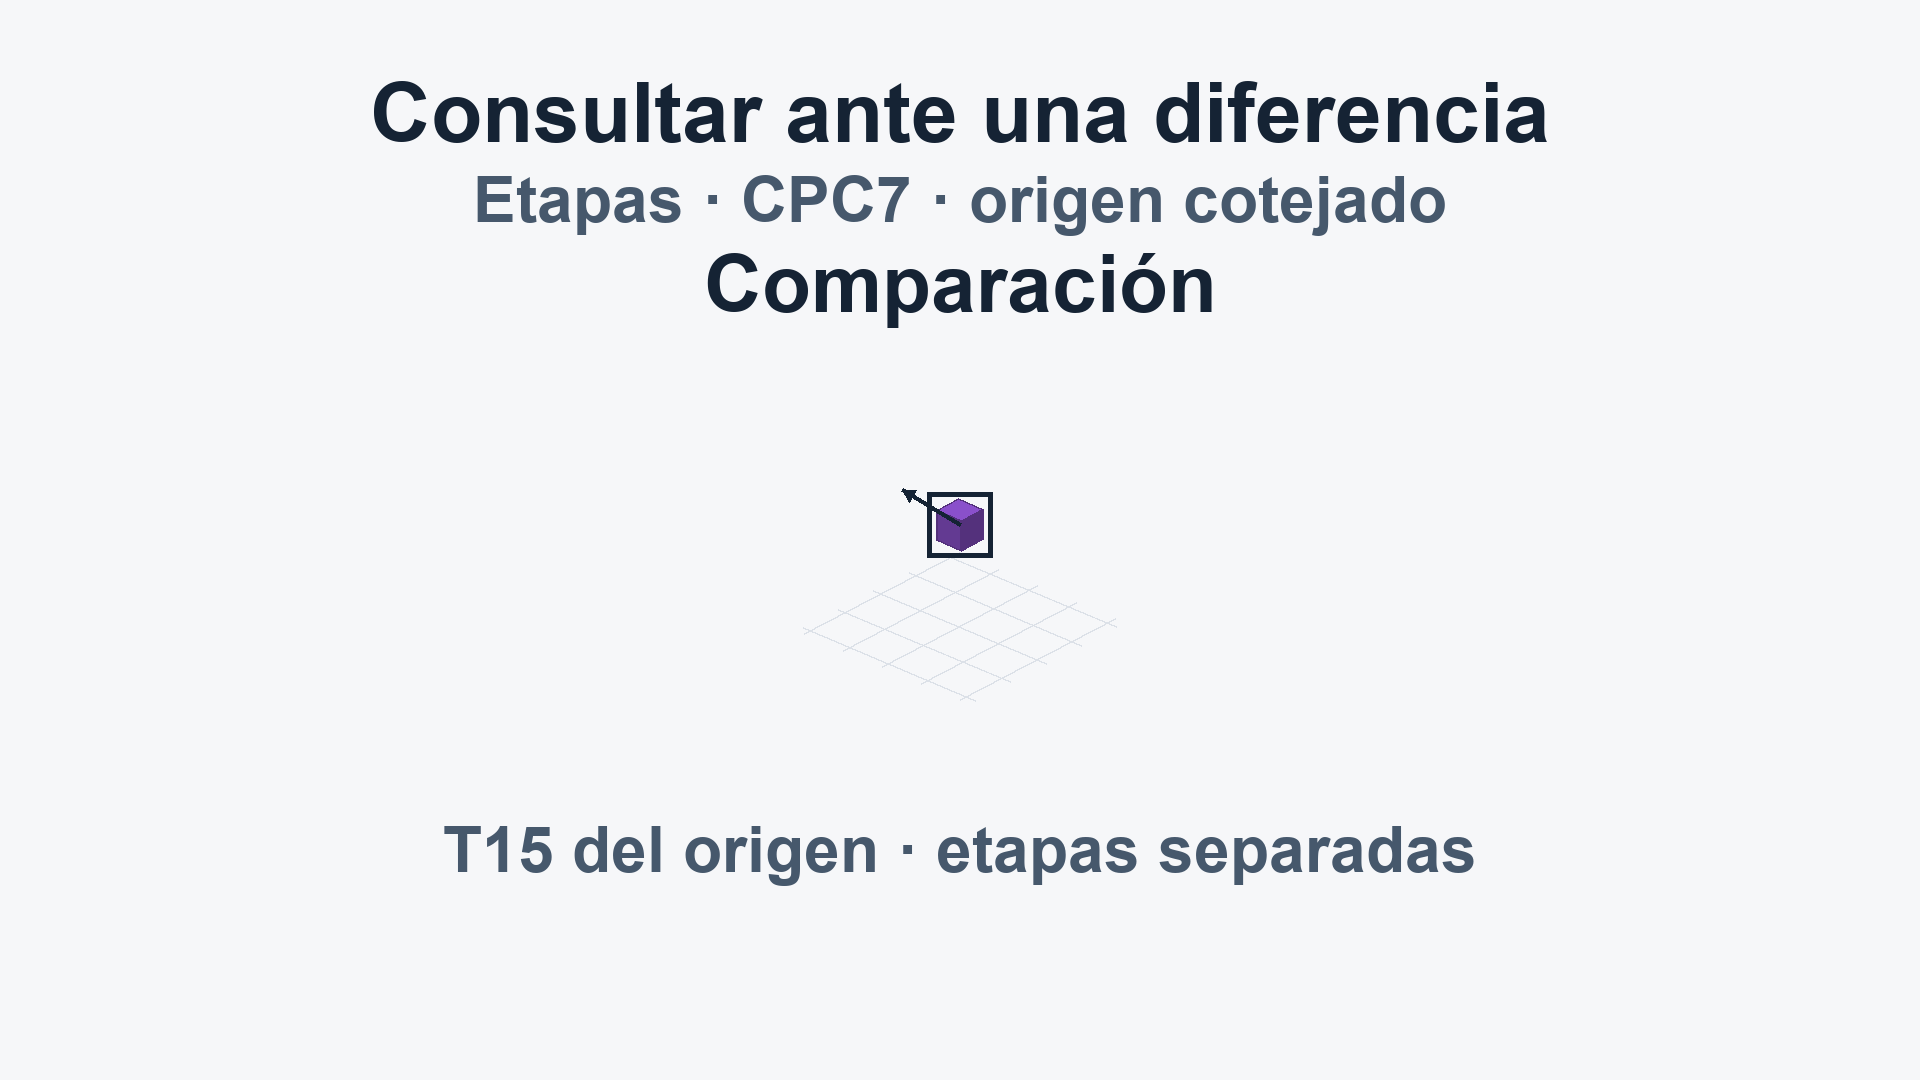 Consultar ante una diferencia
Etapas · CPC7 · origen cotejado
Comparación
T15 del origen · etapas separadas